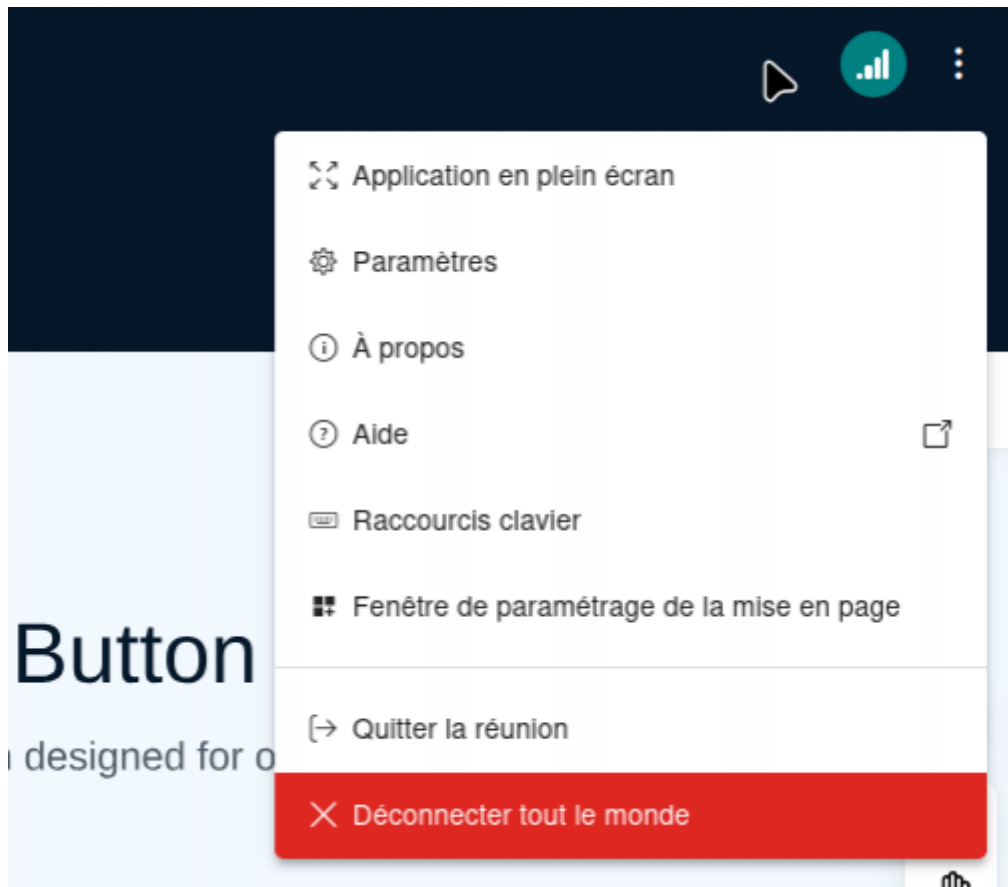 Application en plein écran
Paramètres
À propos
Aide
Raccourcis clavier
Fenêtre de paramétrage de la mise en page
Button
designed for o
Quitter la réunion
Déconnecter tout le monde